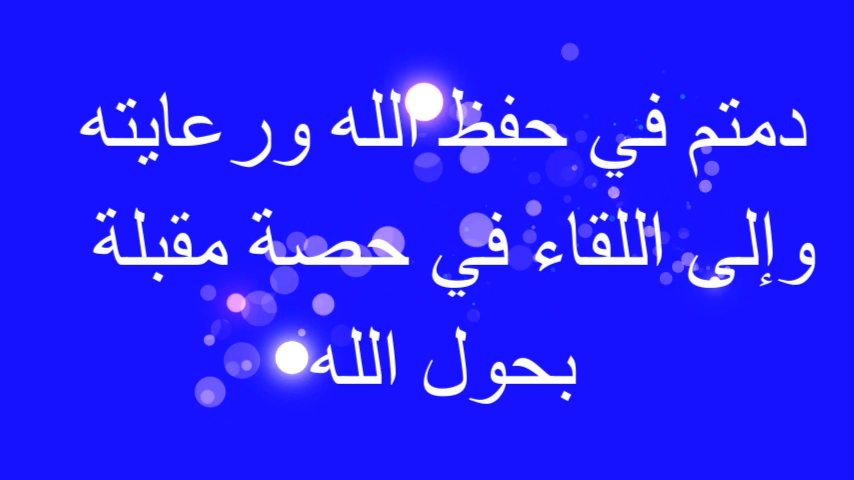 دمتم في حفظ الله ورعايته
وإلى اللقاء في حصة مقبلة
بحول الله